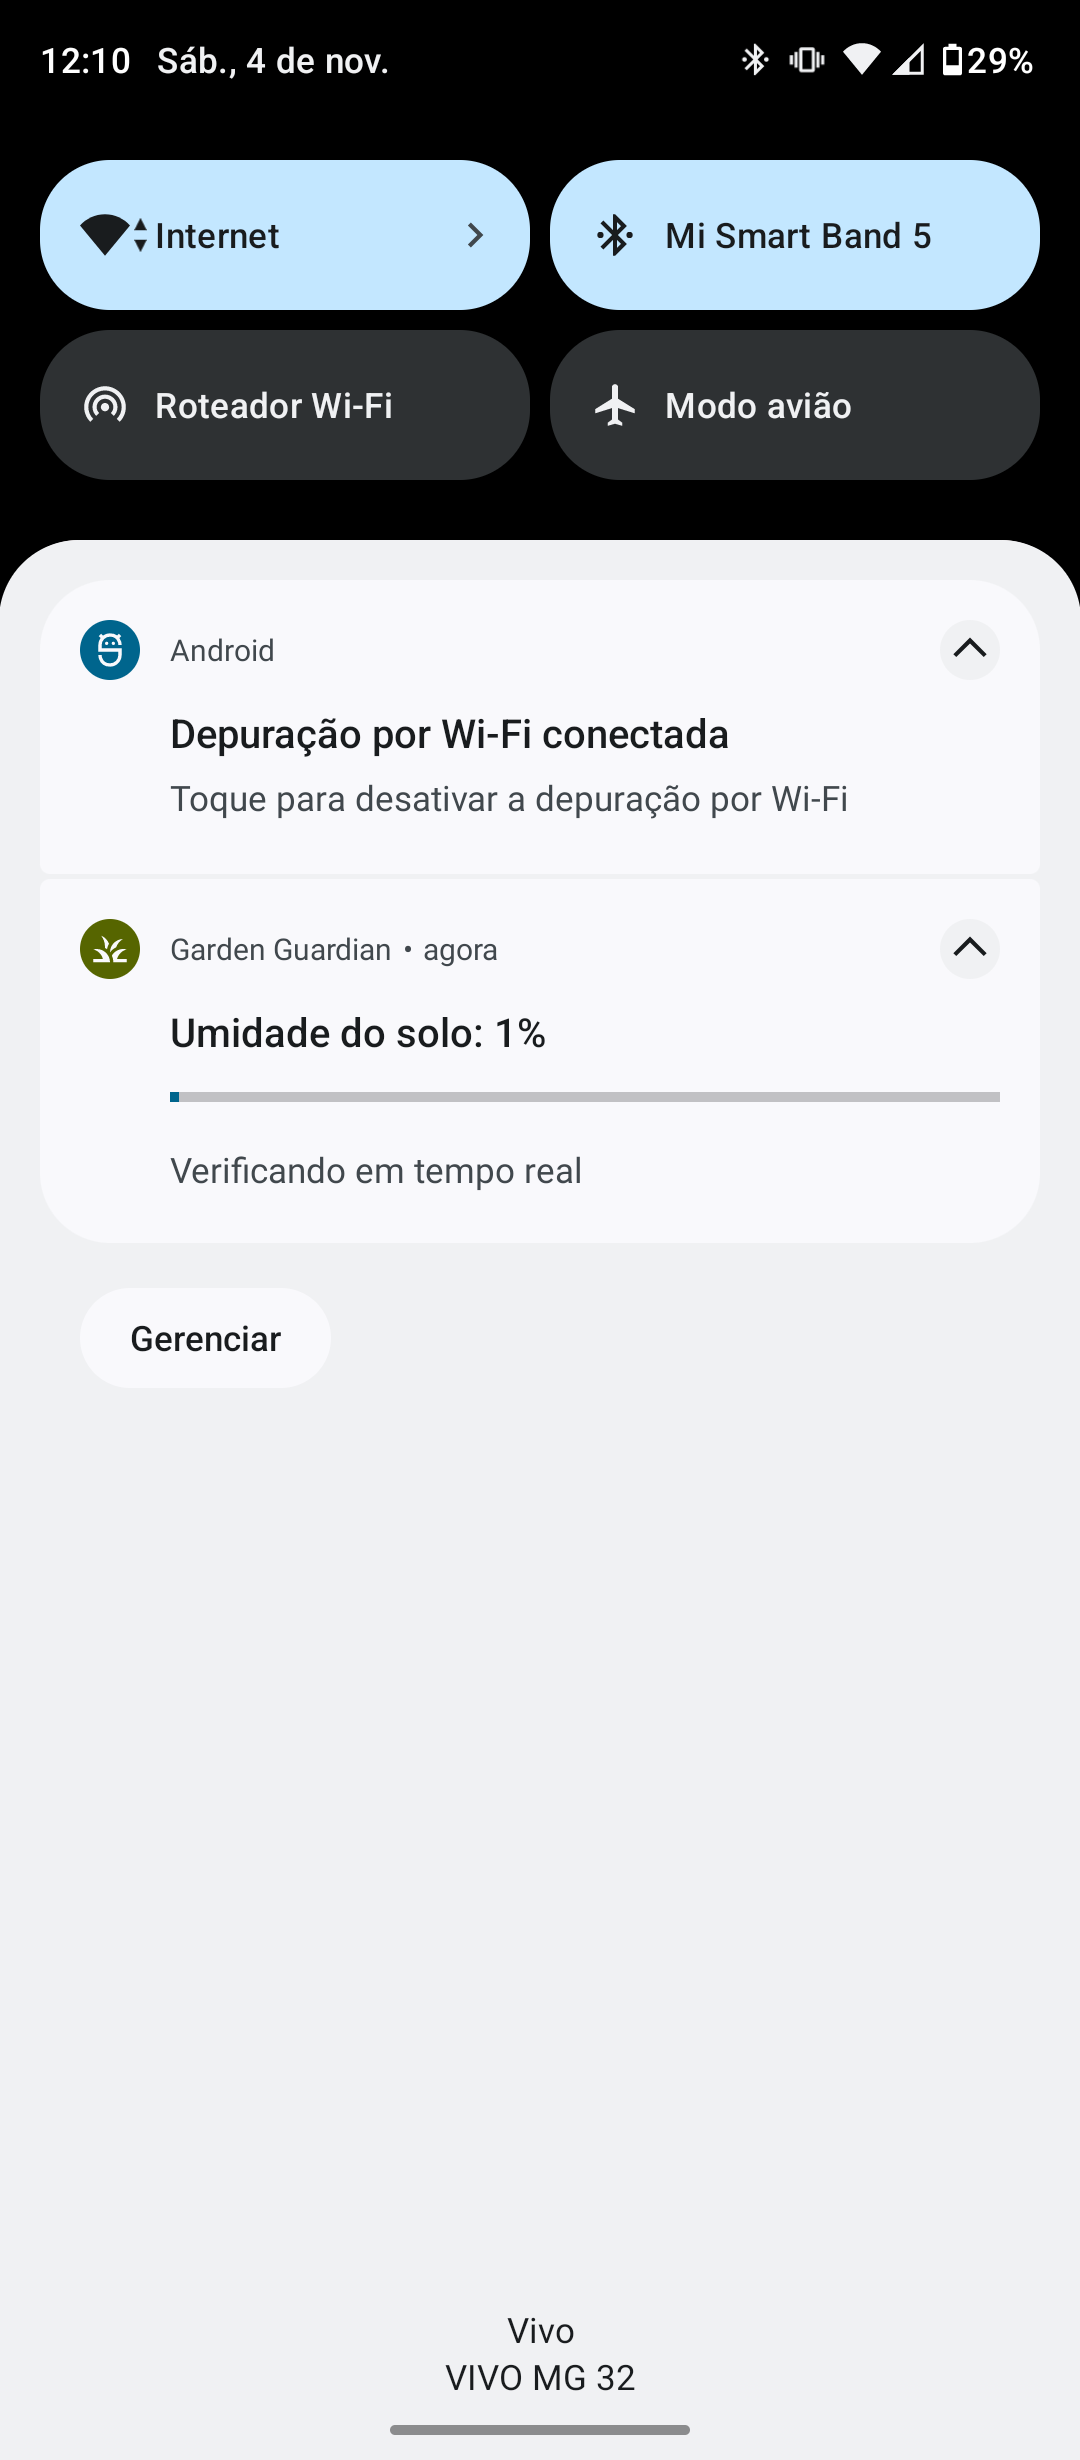 12:10 Sáb., 4 de nov. 29%
Internet
Mi Smart Band 5
Roteador Wi-Fi
Modo avião
Android
Depuração por Wi-Fi conectada
Toque para desativar a depuração por Wi-Fi
Garden Guardian • agora
Umidade do solo: 1%
Verificando em tempo real
Gerenciar
Vivo
VIVO MG 32